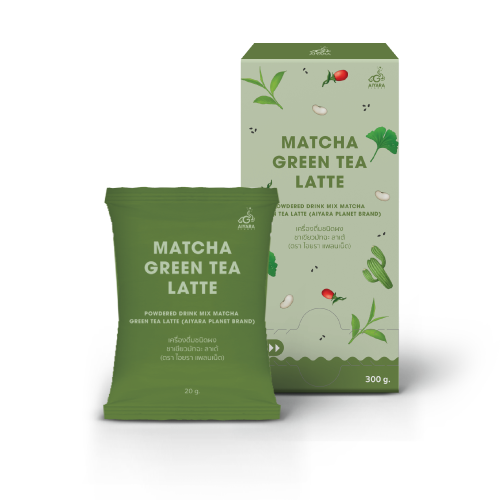 AIYARA
AIYARA
MATCHA
GREEN TEA
LATTE
POWDERED DRINK MIX MATCHA
TEA LATTE (AIYARA PLANET BRAND)
เครื่องดื่มชนิดผง
ชาเขียวมัทฉะ ลาเต้
(ตรา ไอยรา แพลนเน็ต)
300 g.
AIYARA
MATCHA
GREEN TEA
LATTE
POWDERED DRINK MIX MATCHA
GREEN TEA LATTE (AIYARA PLANET BRAND)
เครื่องดื่มชนิดผง
ชาเขียวมัทฉะ ลาเต้
(ตรา ไอยรา แพลนเน็ต)
20 g.